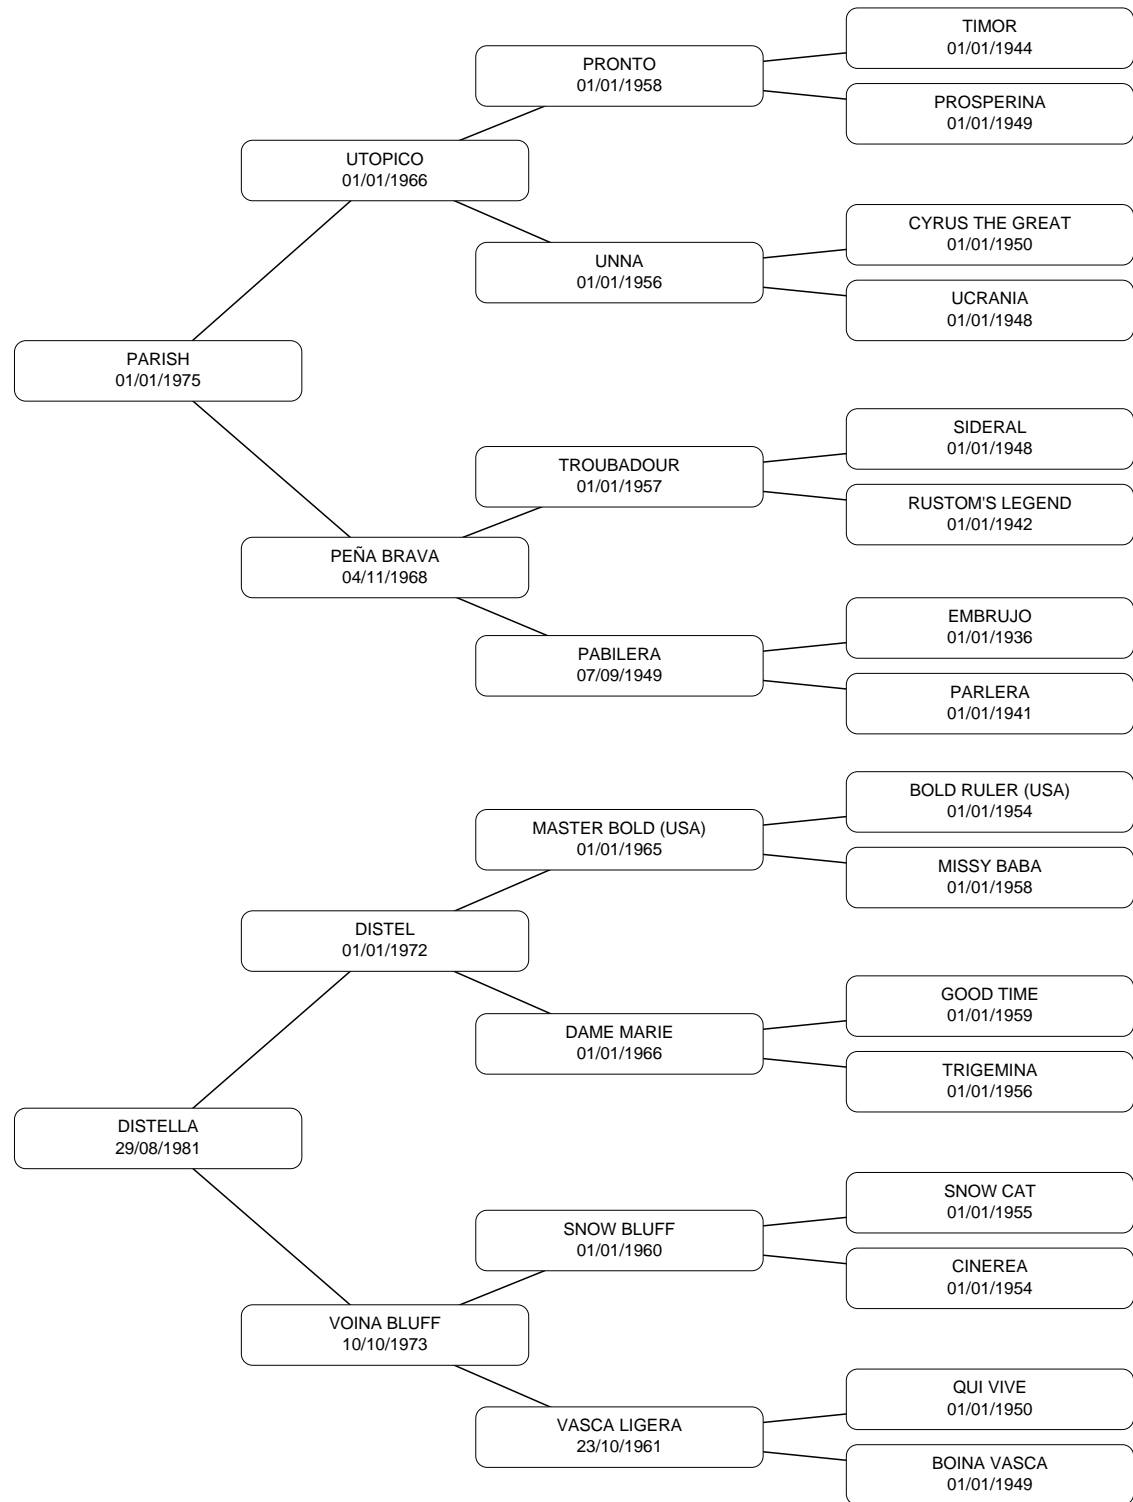 TIMOR
01/01/1944
PRONTO
01/01/1958
PROSPERINA
01/01/1949
UTOPICO
01/01/1966
CYRUS THE GREAT
01/01/1950
UNNA
01/01/1956
UCRANIA
01/01/1948
PARISH
01/01/1975
SIDERAL
01/01/1948
TROUBADOUR
01/01/1957
RUSTOM'S LEGEND
01/01/1942
PEÑA BRAVA
04/11/1968
EMBRUJO
01/01/1936
PABILERA
07/09/1949
PARLERA
01/01/1941
BOLD RULER (USA)
01/01/1954
MASTER BOLD (USA)
01/01/1965
MISSY BABA
01/01/1958
DISTEL
01/01/1972
GOOD TIME
01/01/1959
DAME MARIE
01/01/1966
TRIGEMINA
01/01/1956
DISTELLA
29/08/1981
SNOW CAT
01/01/1955
SNOW BLUFF
01/01/1960
CINEREA
01/01/1954
VOINA BLUFF
10/10/1973
QUI VIVE
01/01/1950
VASCA LIGERA
23/10/1961
BOINA VASCA
01/01/1949